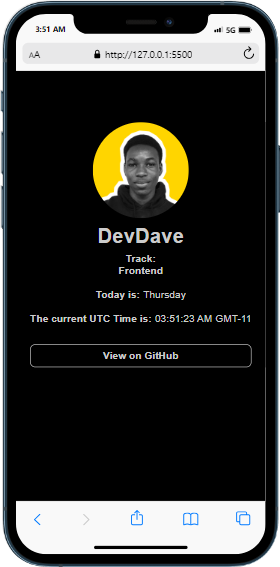 3:51 AM 5G
AA http://127.0.0.1:5500
DevDave
Track:
Frontend
Today is: Thursday
The current UTC Time is: 03:51:23 AM GMT-11
View on GitHub